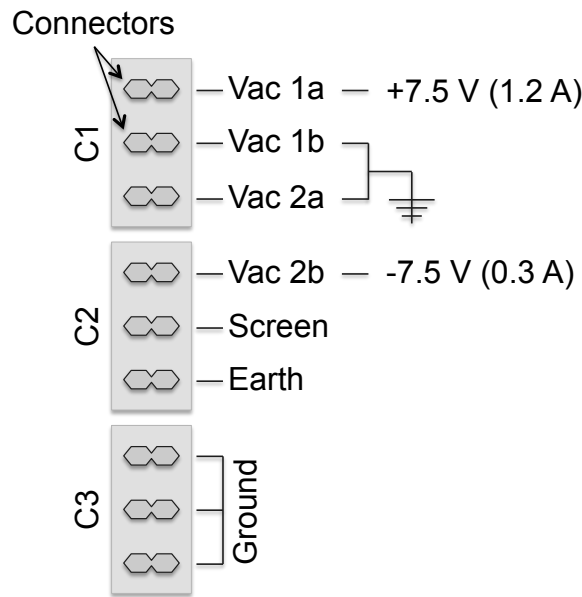 Connectors
C1
Vac 1a
+7.5 V (1.2 A)
Vac 1b
Vac 2a
C2
Vac 2b
-7.5 V (0.3 A)
Screen
Earth
C3
Ground